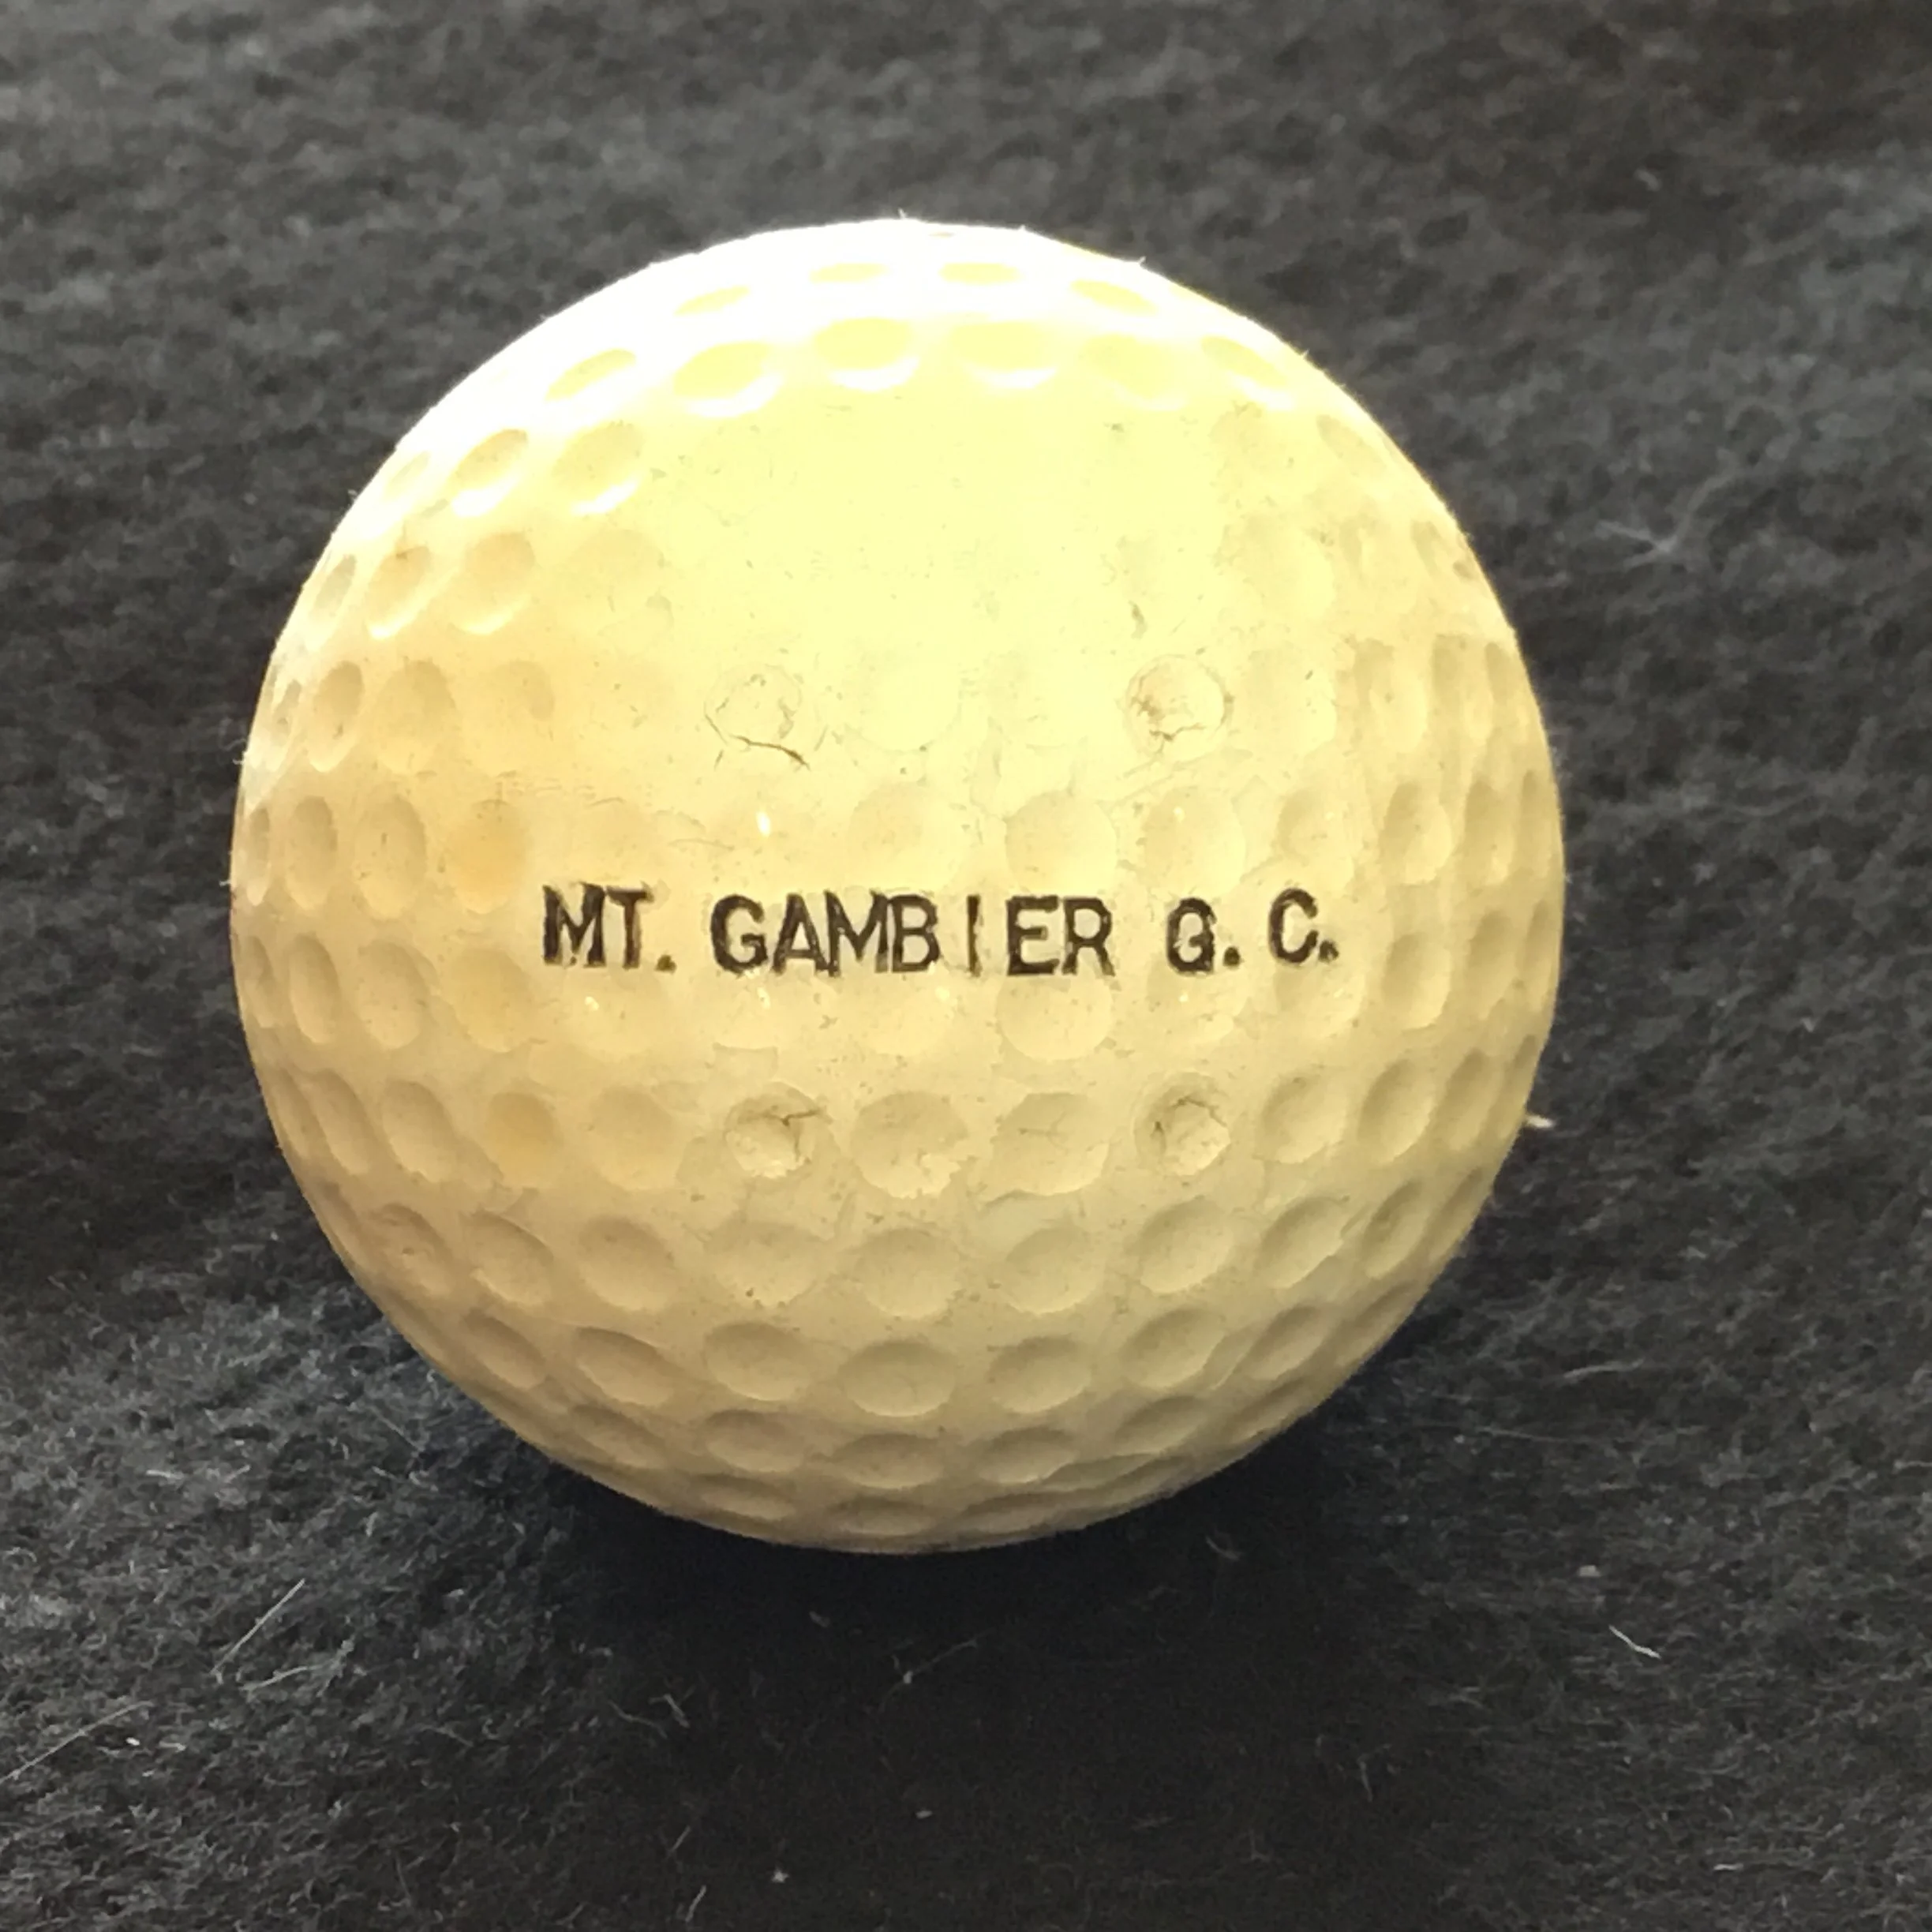 MT. GAMBIER G. C.